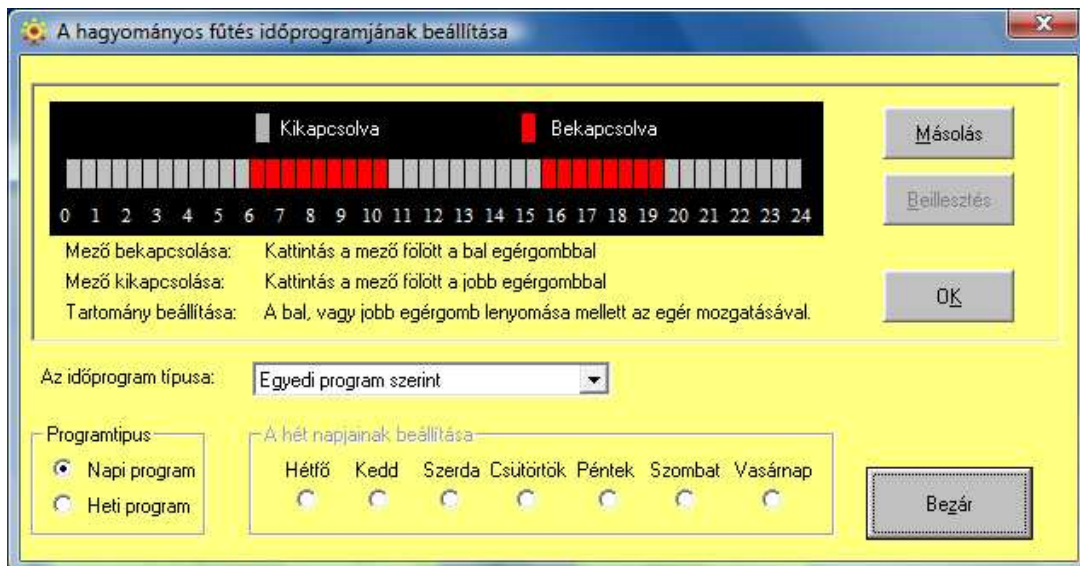 A hagyományos fűtés időprogramjának beállítása
Kikapcsolva Bekapcsolva
Másolás
0 1 2 3 4 5 6 7 8 9 10 11 12 13 14 15 16 17 18 19 20 21 22 23 24
Beillesztés
Mező bekapcsolása: Kattintás a mező fölött a bal egérgombbal
Mező kikapcsolása: Kattintás a mező fölött a jobb egérgombbal
Tartomány beállítása: A bal, vagy jobb egérgomb lenyomása mellett az egér mozgatásával.
OK
Az időprogram típusa: Egyedi program szerint
Programtipus
A hét napjainak beállítása
Napi program
Heti program
Hétfő Kedd Szerda Csütörtök Péntek Szombat Vasárnap
Bezár